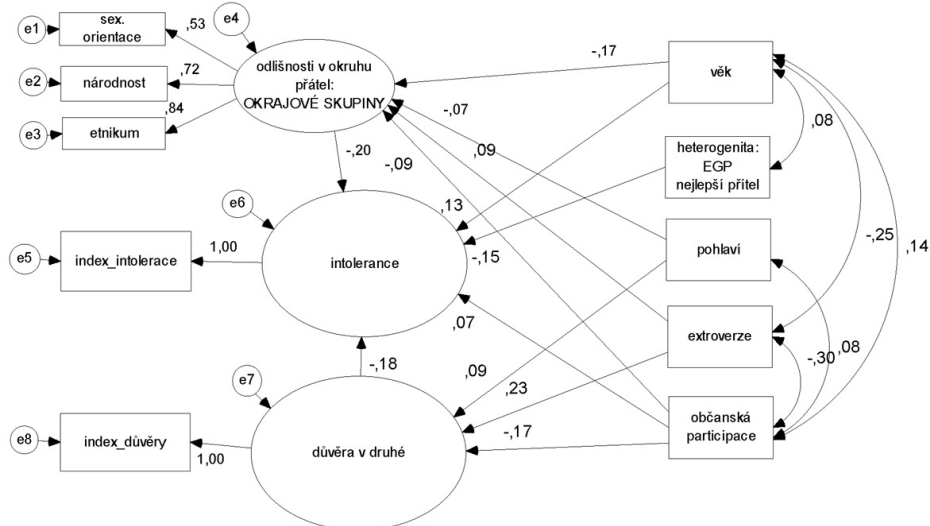 e1
sex.
orientace
,53
e4
e2
národnost
,72
e3
etnikum
,84
odlišnosti v okruhu
přátel:
OKRAJOVÉ SKUPINY
-,17
věk
-,07
,08
heterogenita:
EGP
nejlepší přítel
-,20
-,09
,09
e6
,13
e5
index_intolerace
1,00
intolerance
-,15
pohlaví
-,25
,14
,07
extroverze
-,18
,09
-,30
,08
e7
,23
e8
index_důvěry
1,00
důvěra v druhé
-,17
občanská
participace